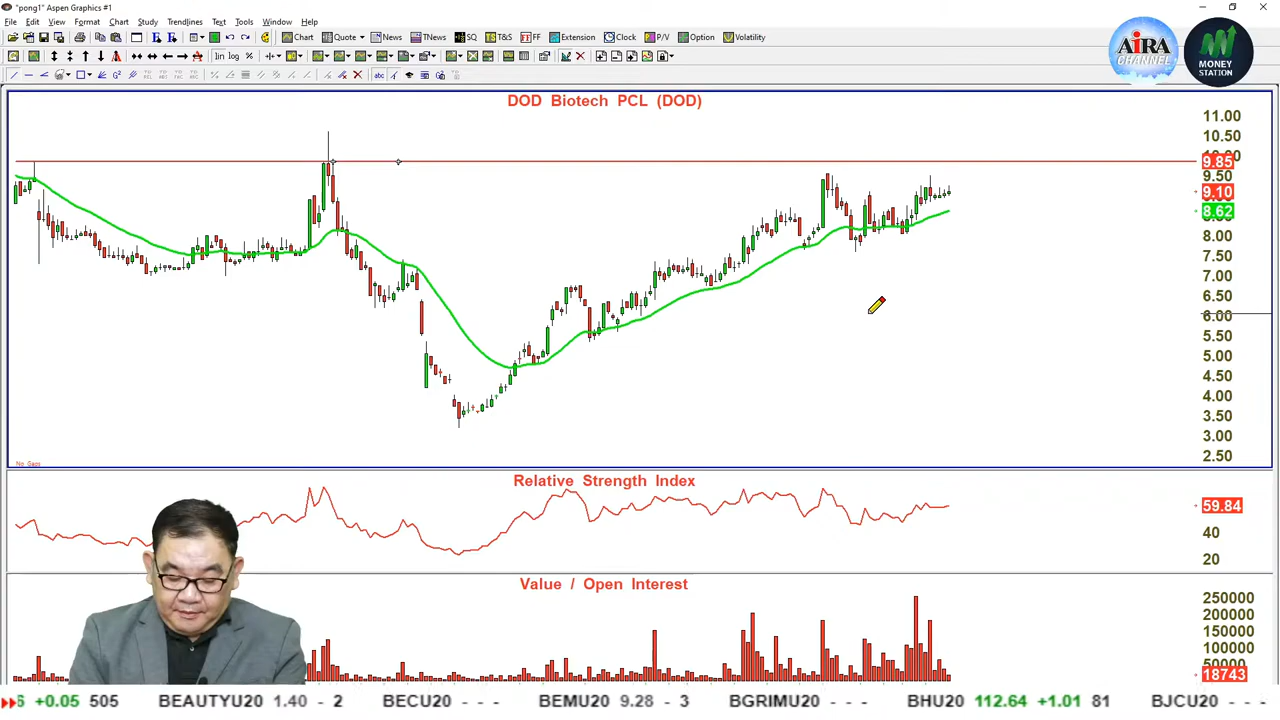 "pong1" Aspen Graphics #1
File Edit View Format Chart Study Trendlines Text Tools Window Help
Chart Quote News TNews SQ T&S FF Extension Clock P/V Option Volatility
lin log %
AIRA CHANNEL
MONEY STATION
DOD Biotech PCL (DOD)
11.00
10.50
9.85
9.50
9.10
8.62
8.00
7.50
7.00
6.50
6.00
5.50
5.00
4.50
4.00
3.50
3.00
2.50
No Gaps
Relative Strength Index
59.84
40
20
Value / Open Interest
250000
200000
150000
100000
50000
18743
6 +0.05 505 BEAUTYU20 1.40 - 2 BECU20 - - - BEMU20 9.28 - 3 BGRIMU20 - - - BHU20 112.64 +1.01 81 BJCU20 - - -